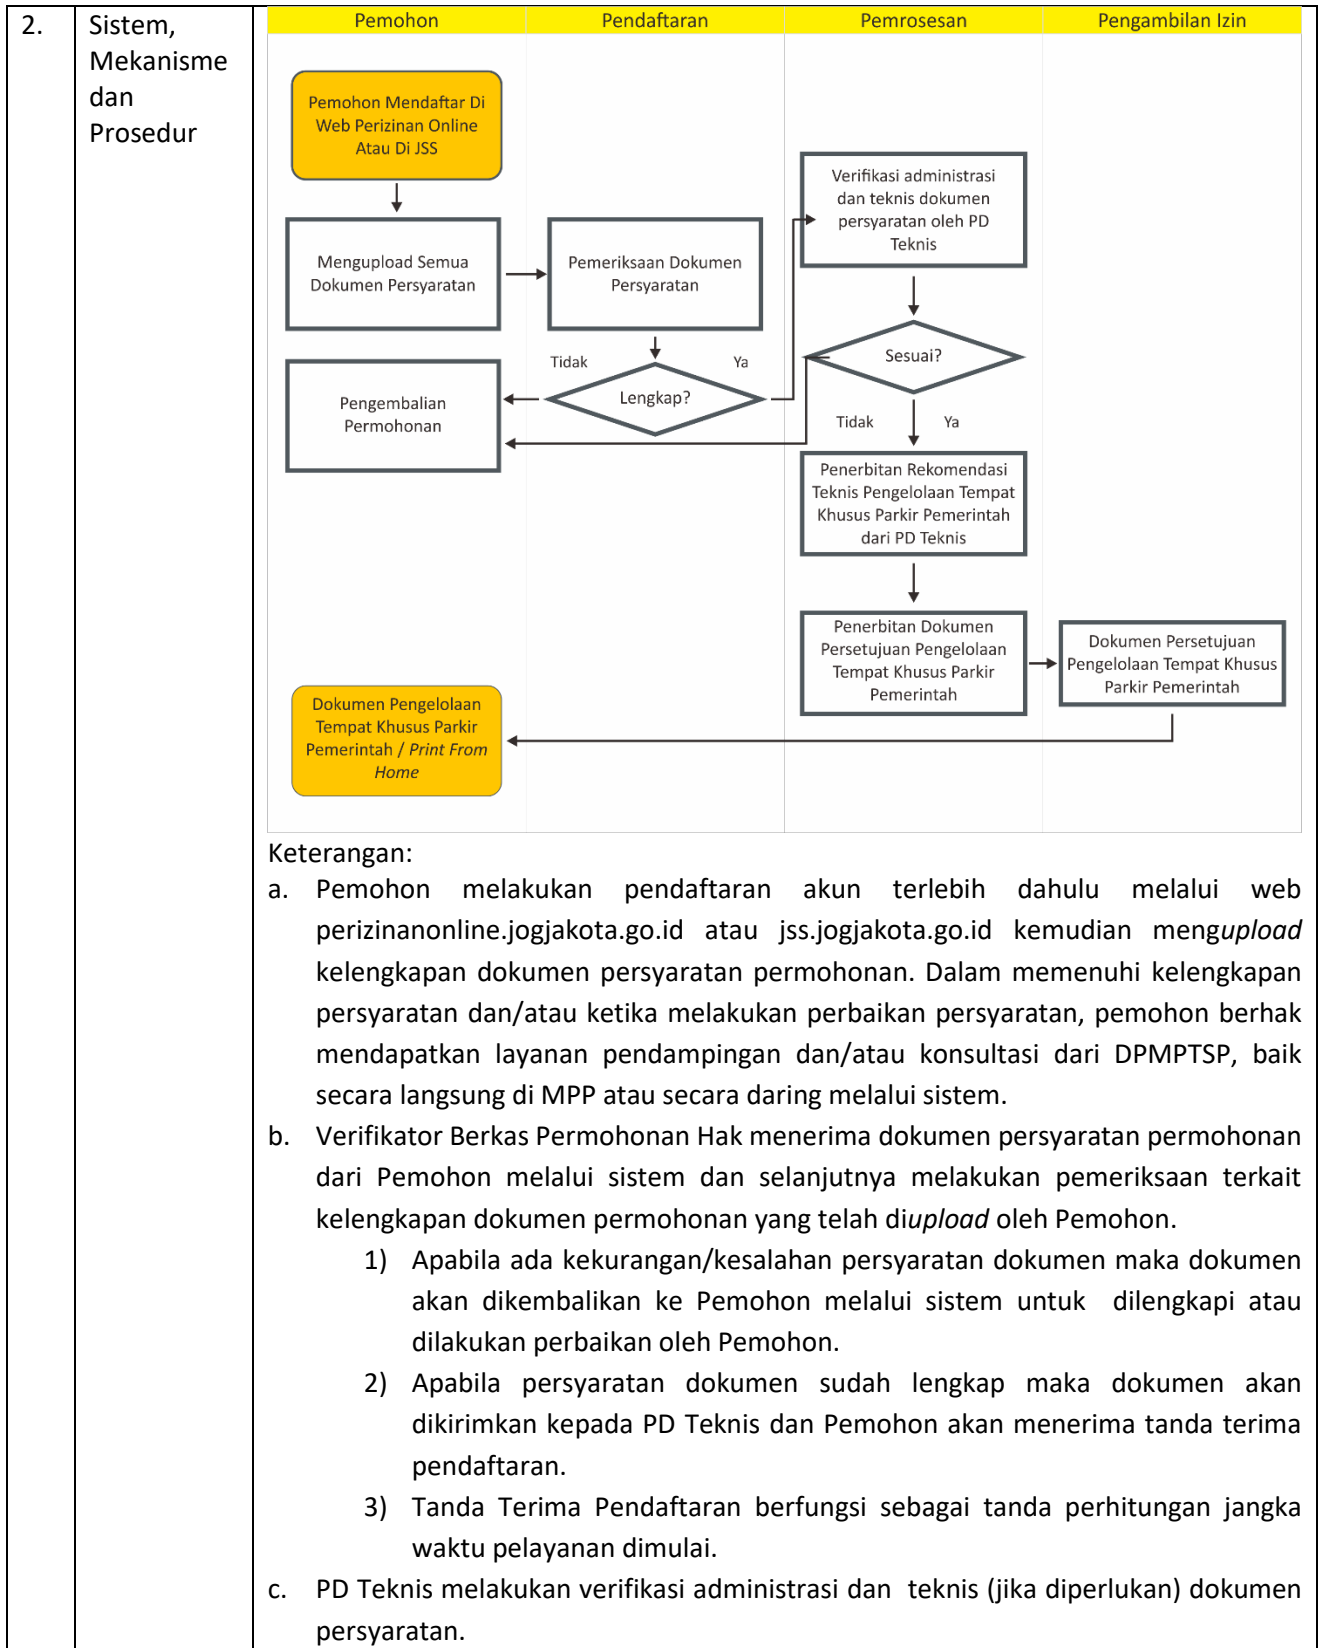 2.
Sistem,
Mekanisme
dan
Prosedur
Pemohon
Pendaftaran
Pemrosesan
Pengambilan Izin
Pemohon Mendaftar Di
Web Perizinan Online
Atau Di JSS
Mengupload Semua
Dokumen Persyaratan
Pemeriksaan Dokumen
Persyaratan
Verifikasi administrasi
dan teknis dokumen
persyaratan oleh PD
Teknis
Tidak
Ya
Lengkap?
Pengembalian
Permohonan
Sesuai?
Tidak
Ya
Penerbitan Rekomendasi
Teknis Pengelolaan Tempat
Khusus Parkir Pemerintah
dari PD Teknis
Penerbitan Dokumen
Persetujuan Pengelolaan
Tempat Khusus Parkir
Pemerintah
Dokumen Persetujuan
Pengelolaan Tempat Khusus
Parkir Pemerintah
Dokumen Pengelolaan
Tempat Khusus Parkir
Pemerintah / Print From
Home
Keterangan:
a. Pemohon melakukan pendaftaran akun terlebih dahulu melalui web
perizinanonline.jogjakota.go.id atau jss.jogjakota.go.id kemudian mengupload
kelengkapan dokumen persyaratan permohonan. Dalam memenuhi kelengkapan
persyaratan dan/atau ketika melakukan perbaikan persyaratan, pemohon berhak
mendapatkan layanan pendampingan dan/atau konsultasi dari DPMPTSP, baik
secara langsung di MPP atau secara daring melalui sistem.
b. Verifikator Berkas Permohonan Hak menerima dokumen persyaratan permohonan
dari Pemohon melalui sistem dan selanjutnya melakukan pemeriksaan terkait
kelengkapan dokumen permohonan yang telah diupload oleh Pemohon.
1) Apabila ada kekurangan/kesalahan persyaratan dokumen maka dokumen
akan dikembalikan ke Pemohon melalui sistem untuk dilengkapi atau
dilakukan perbaikan oleh Pemohon.
2) Apabila persyaratan dokumen sudah lengkap maka dokumen akan
dikirimkan kepada PD Teknis dan Pemohon akan menerima tanda terima
pendaftaran.
3) Tanda Terima Pendaftaran berfungsi sebagai tanda perhitungan jangka
waktu pelayanan dimulai.
c. PD Teknis melakukan verifikasi administrasi dan teknis (jika diperlukan) dokumen
persyaratan.